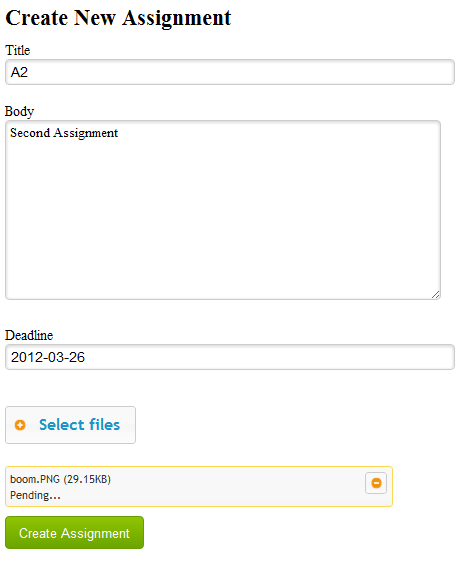 Create New Assignment
Title
A2
Body
Second Assignment
Deadline
2012-03-26
Select files
boom.PNG (29.15KB)
Pending...
Create Assignment